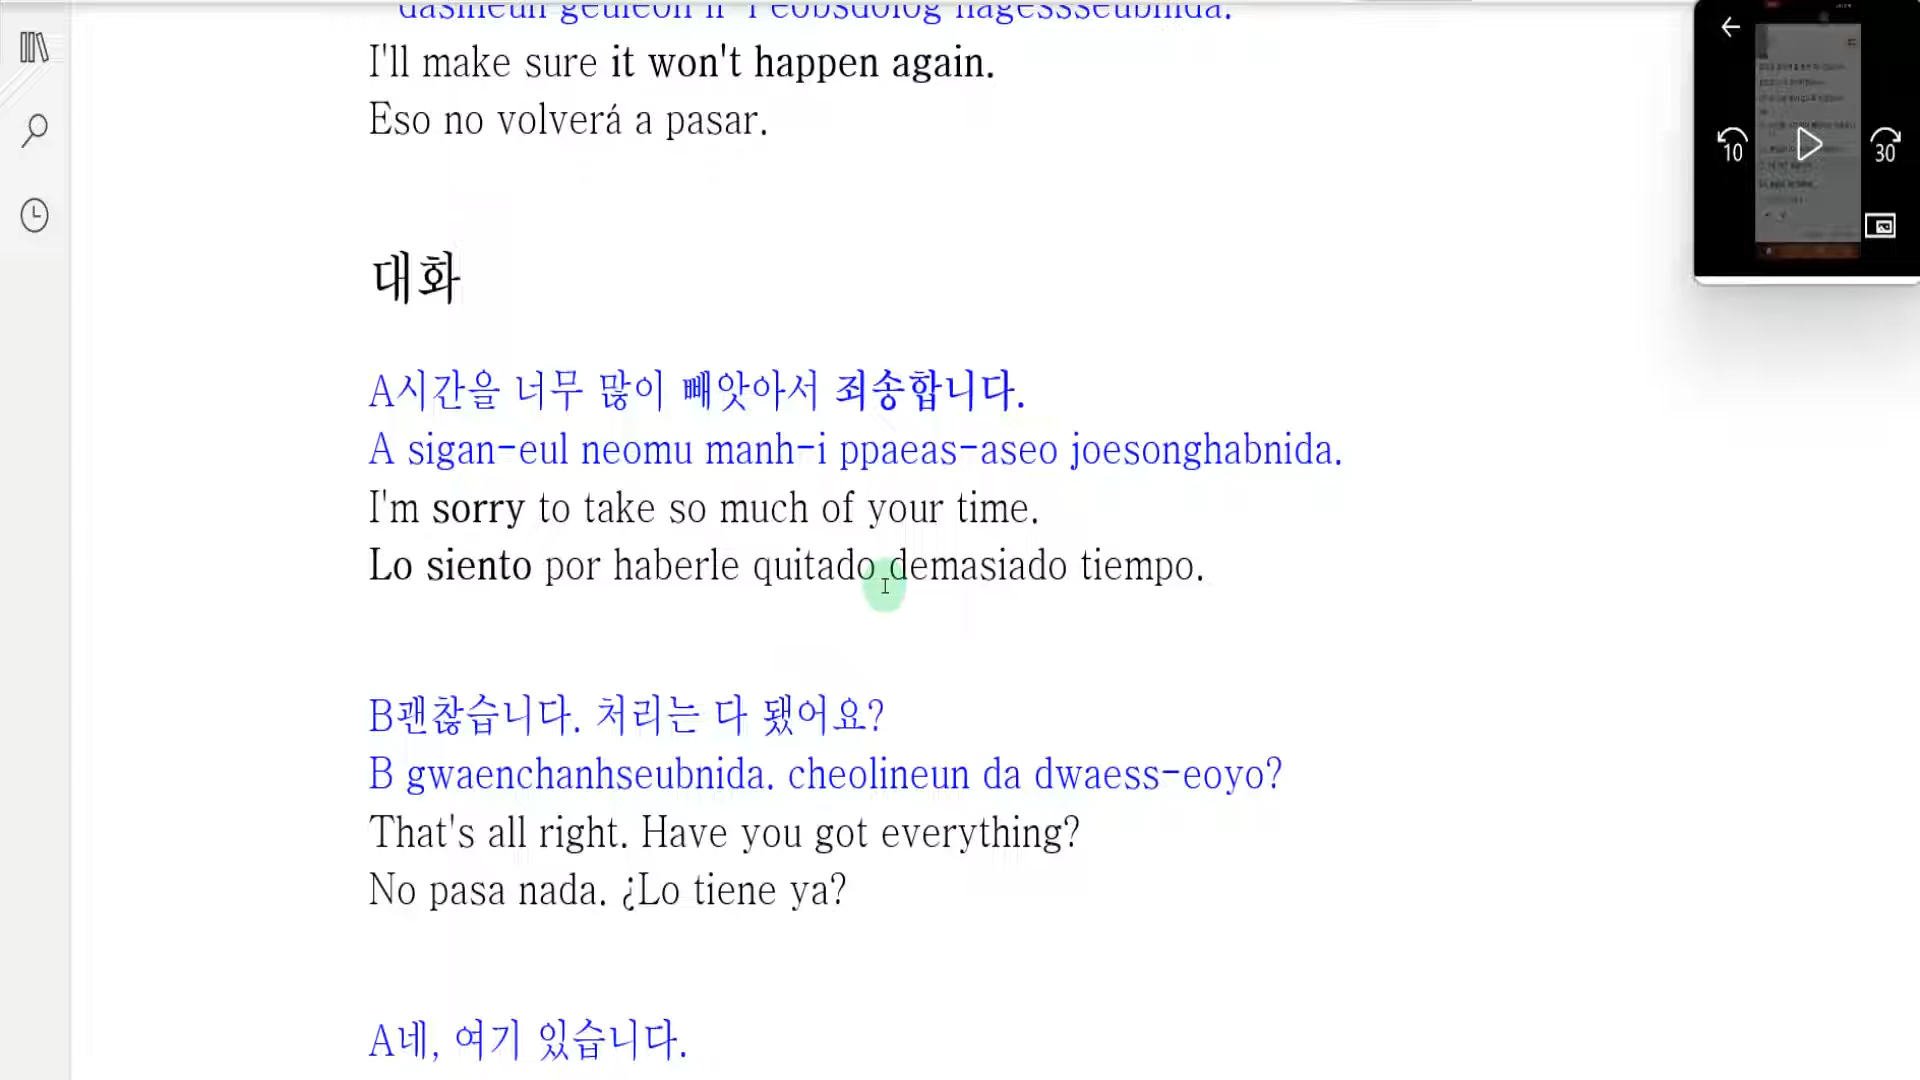 I'll make sure it won't happen again.
Eso no volverá a pasar.
대화
A시간을 너무 많이 빼앗아서 죄송합니다.
A sigan-eul neomu manh-i ppaeas-aseo joesonghabnida.
I'm sorry to take so much of your time.
Lo siento por haberle quitado demasiado tiempo.
B괜찮습니다. 처리는 다 됐어요?
B gwaenchanhseubnida. cheolineun da dwaess-eoyo?
That's all right. Have you got everything?
No pasa nada. ¿Lo tiene ya?
A네, 여기 있습니다.
10
30